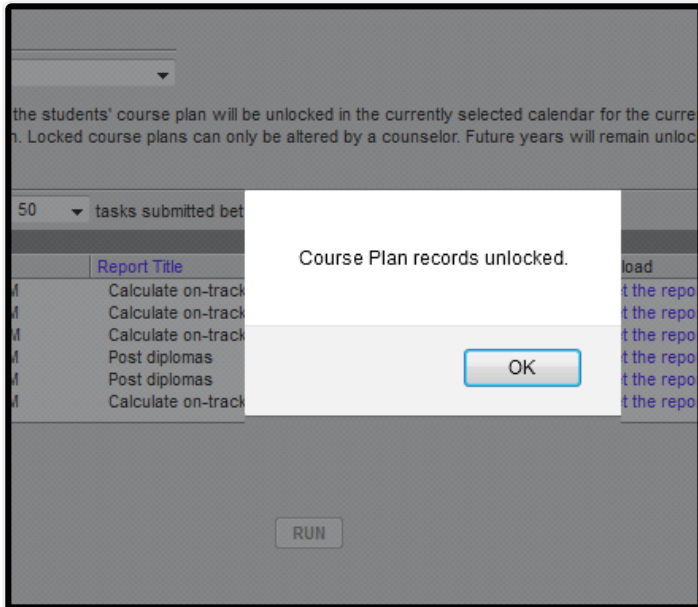 the students' course plan will be unlocked in the currently selected calendar for the curre
n. Locked course plans can only be altered by a counselor. Future years will remain unloc
50 tasks submitted bet
Report Title load
M Calculate on-track t the repo
M Calculate on-track t the repo
M Calculate on-track t the repo
M Post diplomas t the repo
M Post diplomas t the repo
M Calculate on-track t the repo
Course Plan records unlocked.
OK
RUN